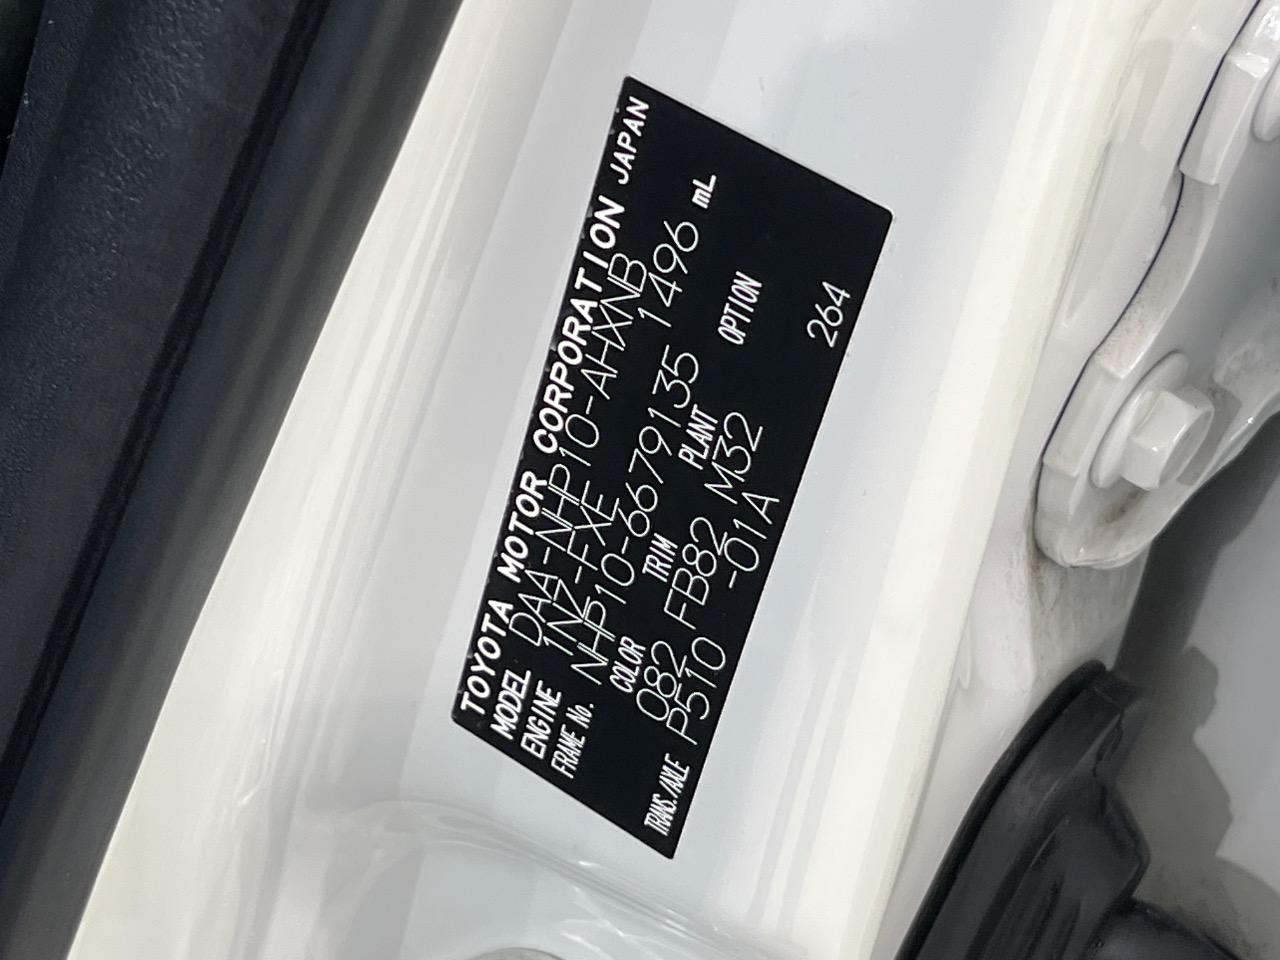 TOYOTA MOTOR CORPORATION JAPAN
MODEL DAA-NHP10-AHXNB
ENGINE 1NZ-FXE 1496 mL
FRAME No. NHP10-6679135
COLOR TRIM PLANT OPTION
082 FB82 M32
TRANS./AXLE P510 -01A 264